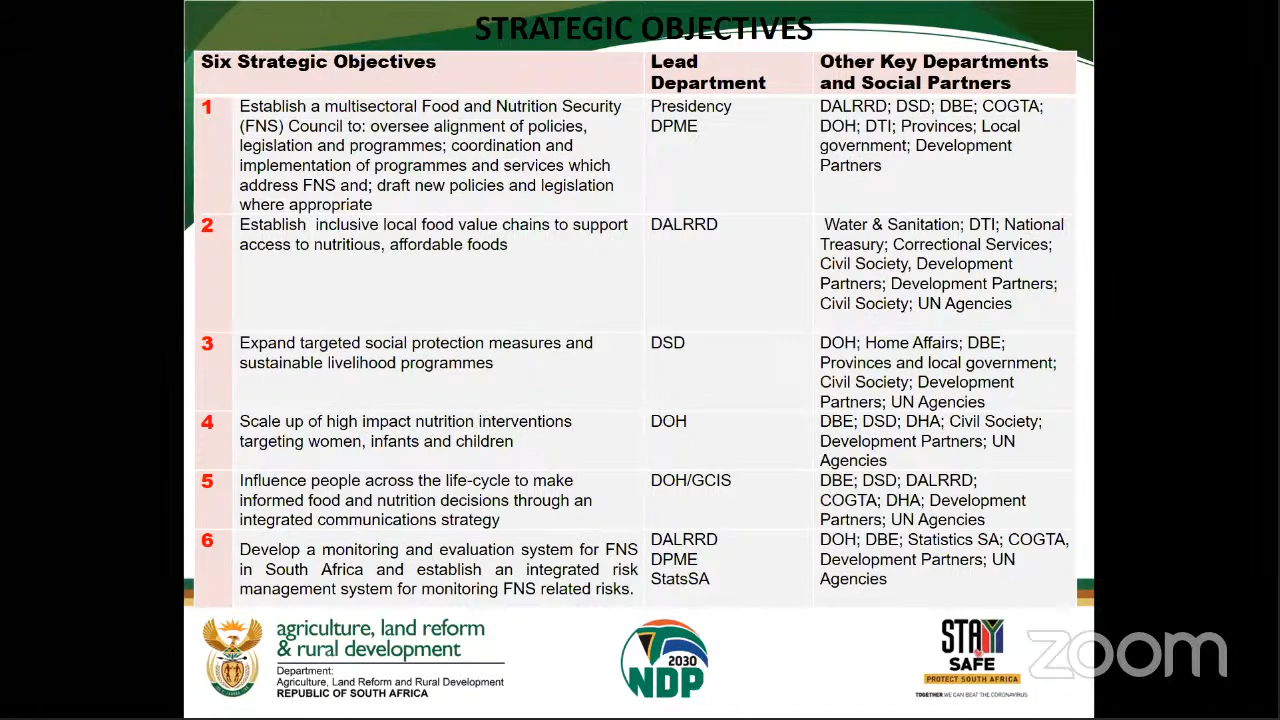 STRATEGIC OBJECTIVES
Six Strategic Objectives
Lead
Department
Other Key Departments
and Social Partners
1
Establish a multisectoral Food and Nutrition Security
(FNS) Council to: oversee alignment of policies,
legislation and programmes; coordination and
implementation of programmes and services which
address FNS and; draft new policies and legislation
where appropriate
Presidency
DPME
DALRRD; DSD; DBE; COGTA;
DOH; DTI; Provinces; Local
government; Development
Partners
2
Establish inclusive local food value chains to support
access to nutritious, affordable foods
DALRRD
Water & Sanitation; DTI; National
Treasury; Correctional Services;
Civil Society, Development
Partners; Development Partners;
Civil Society; UN Agencies
3
Expand targeted social protection measures and
sustainable livelihood programmes
DSD
DOH; Home Affairs; DBE;
Provinces and local government;
Civil Society; Development
Partners; UN Agencies
4
Scale up of high impact nutrition interventions
targeting women, infants and children
DOH
DBE; DSD; DHA; Civil Society;
Development Partners; UN
Agencies
5
Influence people across the life-cycle to make
informed food and nutrition decisions through an
integrated communications strategy
DOH/GCIS
DBE; DSD; DALRRD;
COGTA; DHA; Development
Partners; UN Agencies
6
Develop a monitoring and evaluation system for FNS
in South Africa and establish an integrated risk
management system for monitoring FNS related risks.
DALRRD
DPME
StatsSA
DOH; DBE; Statistics SA; COGTA,
Development Partners; UN
Agencies
agriculture, land reform
& rural development
Department:
Agriculture, Land Reform and Rural Development
REPUBLIC OF SOUTH AFRICA
2030
NDP
STAY
SAFE
PROTECT SOUTH AFRICA
TOGETHER WE CAN BEAT THE CORONAVIRUS
zoom